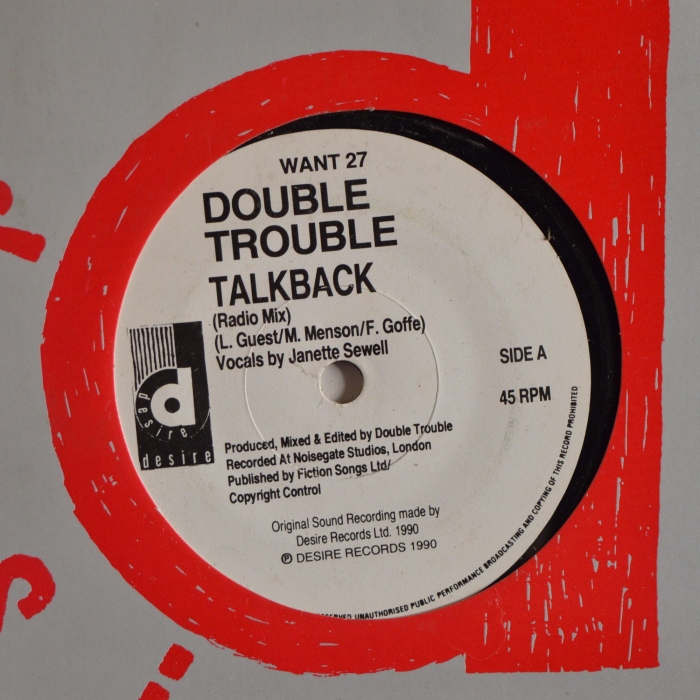 WANT 27
DOUBLE
TROUBLE
TALKBACK
(Radio Mix)
(L. Guest/M. Menson/F. Goffe)
Vocals by Janette Sewell
SIDE A
45 RPM
d
desire
desire
Produced, Mixed & Edited by Double Trouble
Recorded At Noisegate Studios, London
Published by Fiction Songs Ltd/
Copyright Control
Original Sound Recording made by
Desire Records Ltd. 1990
℗ DESIRE RECORDS 1990
UNAUTHORISED PUBLIC PERFORMANCE BROADCASTING AND COPYING OF THIS RECORD PROHIBITED